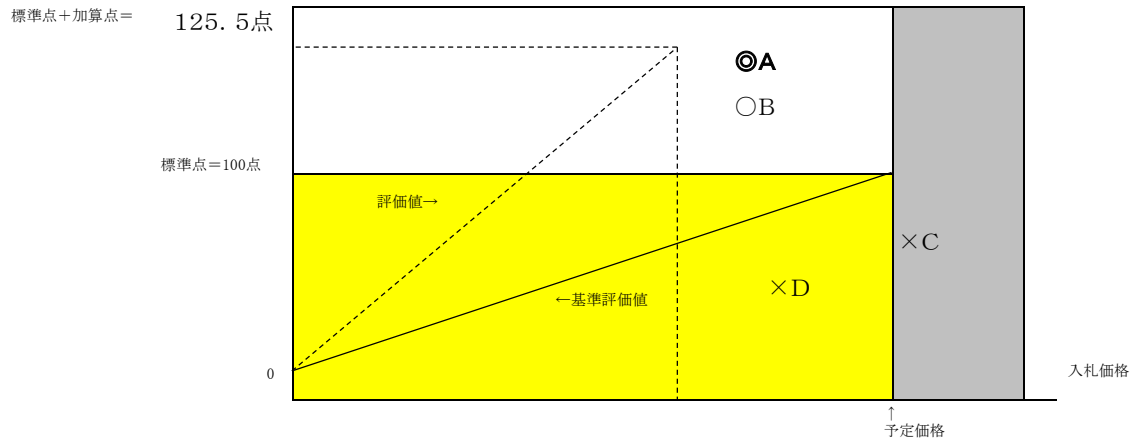 標準点+加算点=
125.5点
◎A
○B
標準点=100点
評価値→
×C
×D
←基準評価値
0
入札価格
↑
予定価格